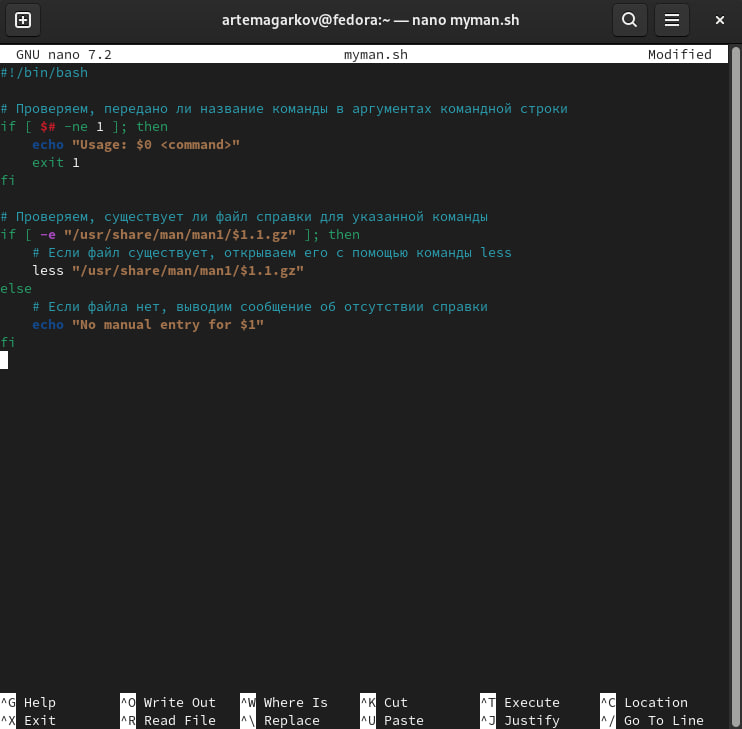 artemagarkov@fedora:~ — nano myman.sh
GNU nano 7.2 myman.sh Modified
#!/bin/bash
# Проверяем, передано ли название команды в аргументах командной строки
if [ $# -ne 1 ]; then
    echo "Usage: $0 <command>"
    exit 1
fi
# Проверяем, существует ли файл справки для указанной команды
if [ -e "/usr/share/man/man1/$1.1.gz" ]; then
    # Если файл существует, открываем его с помощью команды less
    less "/usr/share/man/man1/$1.1.gz"
else
    # Если файла нет, выводим сообщение об отсутствии справки
    echo "No manual entry for $1"
fi
^G Help ^O Write Out ^W Where Is ^K Cut ^T Execute ^C Location
^X Exit ^R Read File ^\ Replace ^U Paste ^J Justify ^/ Go To Line